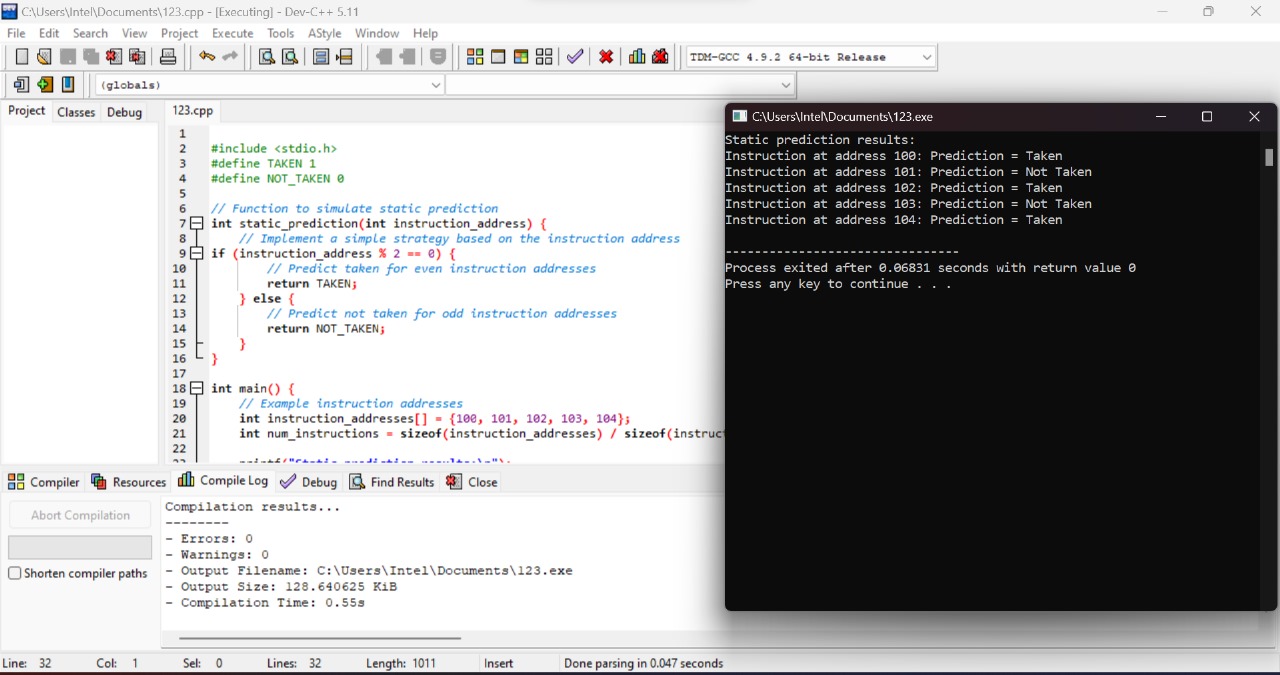 C:\Users\Intel\Documents\123.cpp - [Executing] - Dev-C++ 5.11
File Edit Search View Project Execute Tools AStyle Window Help
TDM-GCC 4.9.2 64-bit Release
(globals)
Project Classes Debug
123.cpp
1
2 #include <stdio.h>
3 #define TAKEN 1
4 #define NOT_TAKEN 0
5
6 // Function to simulate static prediction
7 int static_prediction(int instruction_address) {
8 // Implement a simple strategy based on the instruction address
9 if (instruction_address % 2 == 0) {
10 // Predict taken for even instruction addresses
11 return TAKEN;
12 } else {
13 // Predict not taken for odd instruction addresses
14 return NOT_TAKEN;
15 }
16 }
17
18 int main() {
19 // Example instruction addresses
20 int instruction_addresses[] = {100, 101, 102, 103, 104};
21 int num_instructions = sizeof(instruction_addresses) / sizeof(instruc
22
printf("Static prediction results:\n");
C:\Users\Intel\Documents\123.exe
Static prediction results:
Instruction at address 100: Prediction = Taken
Instruction at address 101: Prediction = Not Taken
Instruction at address 102: Prediction = Taken
Instruction at address 103: Prediction = Not Taken
Instruction at address 104: Prediction = Taken
--------------------------------
Process exited after 0.06831 seconds with return value 0
Press any key to continue . . .
Compiler Resources Compile Log Debug Find Results Close
Abort Compilation
Shorten compiler paths
Compilation results...
--------
- Errors: 0
- Warnings: 0
- Output Filename: C:\Users\Intel\Documents\123.exe
- Output Size: 128.640625 KiB
- Compilation Time: 0.55s
Line: 32 Col: 1 Sel: 0 Lines: 32 Length: 1011 Insert Done parsing in 0.047 seconds